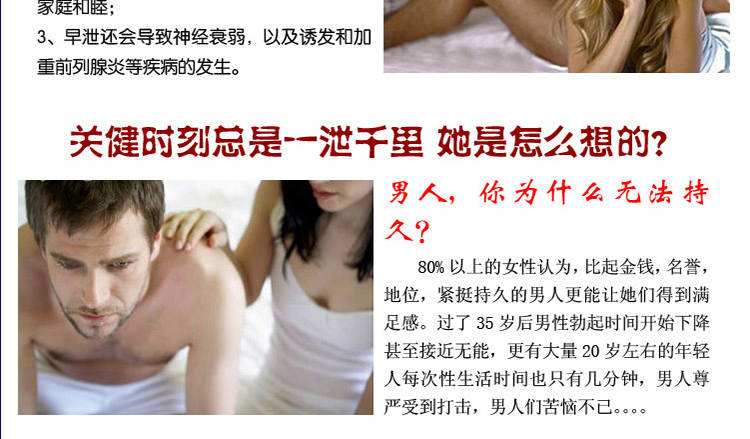 家庭和睦；
3、早泄还会导致神经衰弱，以及诱发和加
重前列腺炎等疾病的发生。
关健时刻总是一泄千里 她是怎么想的?
男人，你为什么无法持
久?
80%以上的女性认为，比起金钱，名誉，
地位，紧挺持久的男人更能让她们得到满
足感。过了 35 岁后男性勃起时间开始下降
甚至接近无能，更有大量 20 岁左右的年轻
人每次性生活时间也只有几分钟，男人尊
严受到打击，男人们苦恼不已。。。。